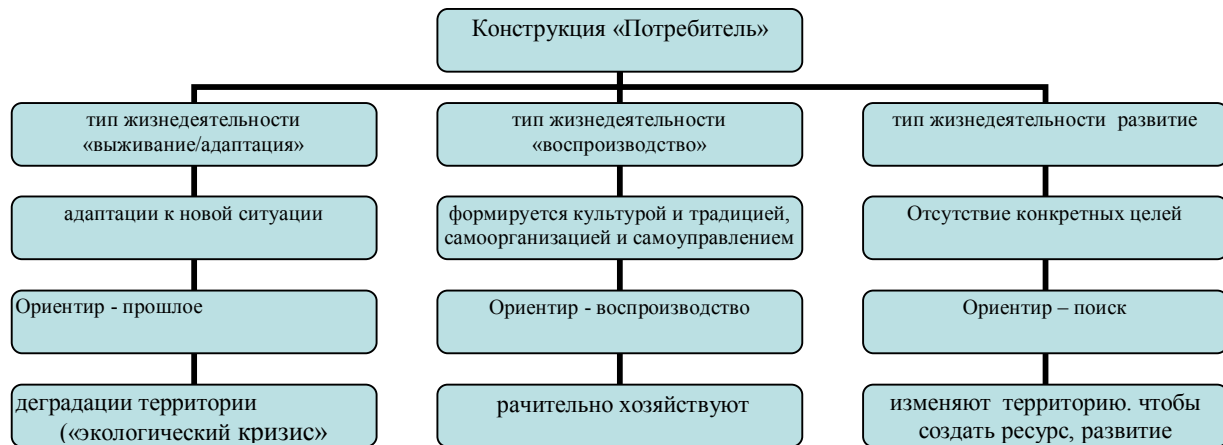 Конструкция «Потребитель»
тип жизнедеятельности
«выживание/адаптация»
тип жизнедеятельности
«воспроизводство»
тип жизнедеятельности развитие
адаптации к новой ситуации
формируется культурой и традицией,
самоорганизацией и самоуправлением
Отсутствие конкретных целей
Ориентир - прошлое
Ориентир - воспроизводство
Ориентир – поиск
деградации территории
(«экологический кризис»
рачительно хозяйствуют
изменяют территорию. чтобы
создать ресурс, развитие